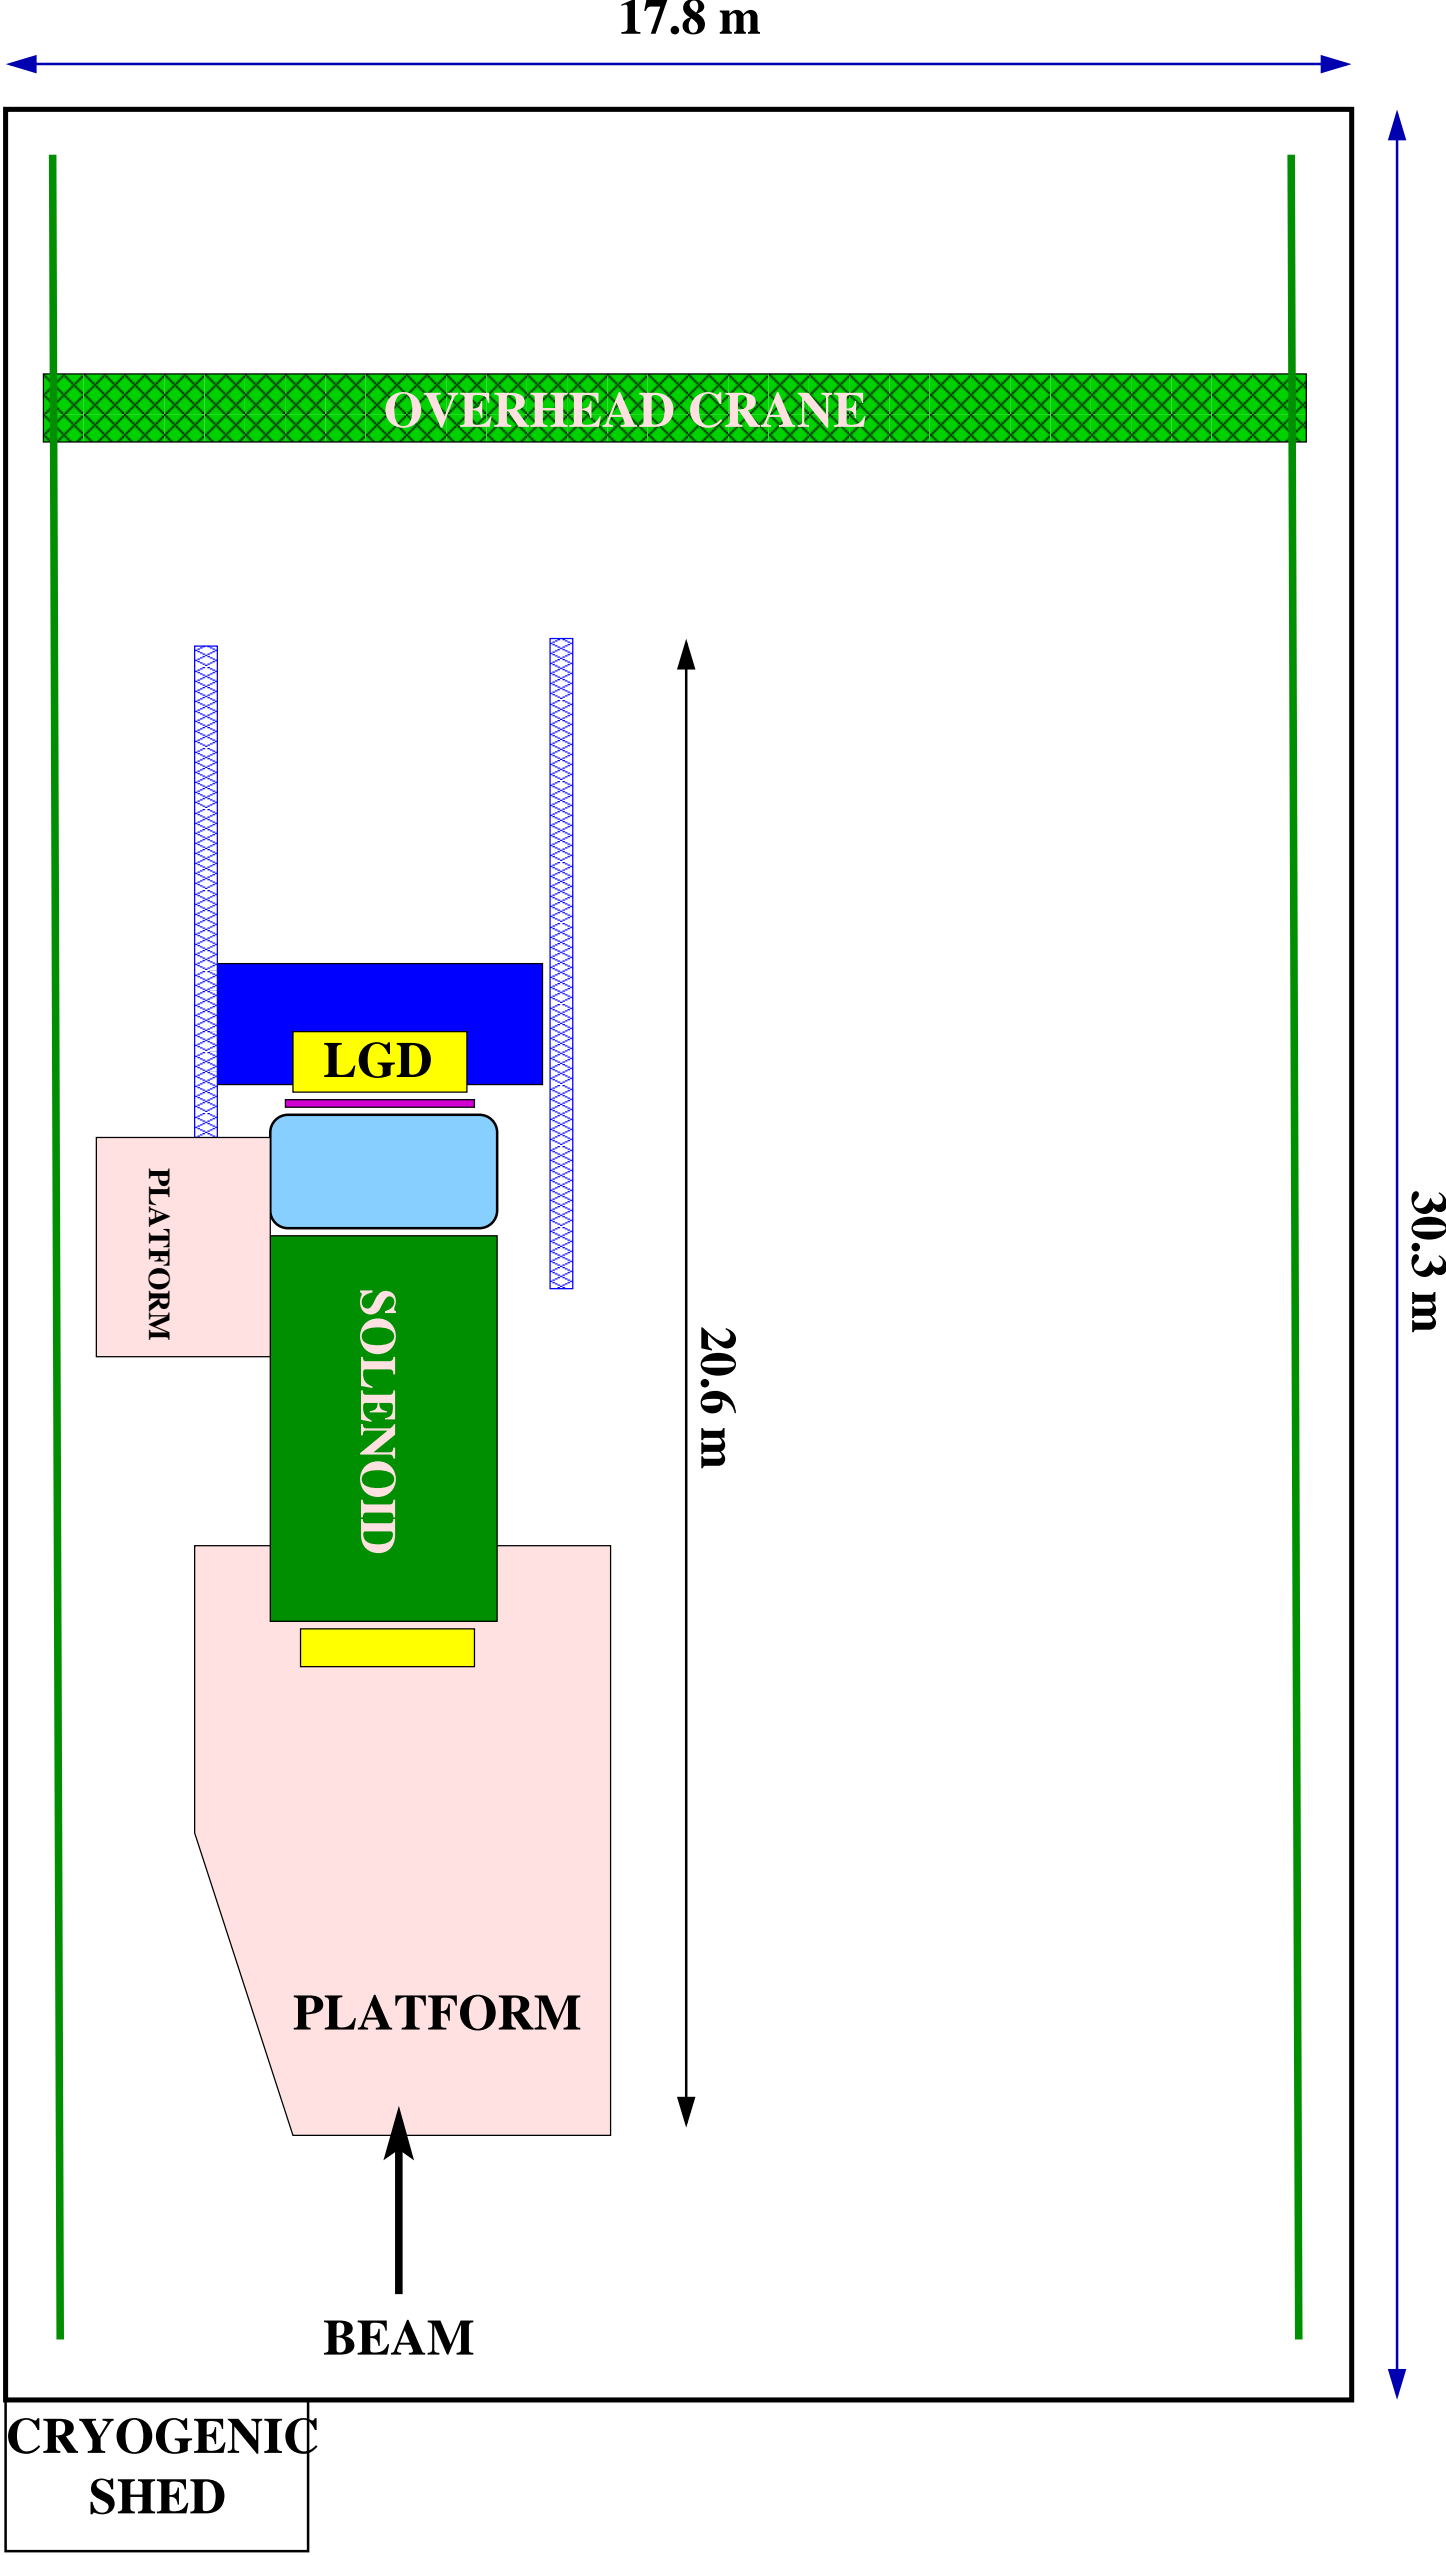 17.8 m
OVERHEAD CRANE
LGD
PLATFORM
30.3 m
SOLENOID
20.6 m
PLATFORM
BEAM
CRYOGENIC
SHED